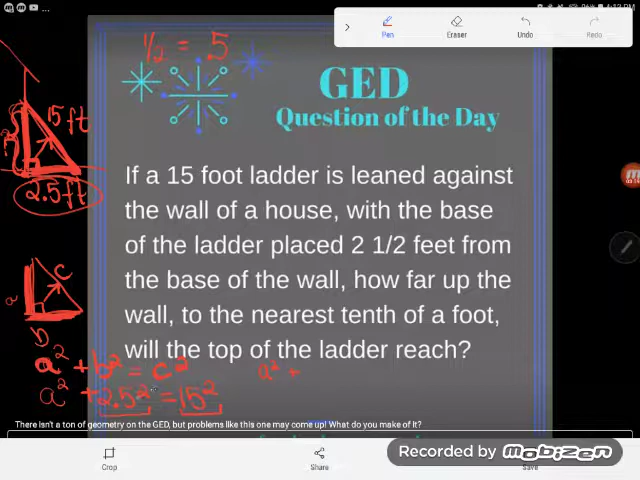 Pen
Eraser
Undo
Redo
1/2 = .5
GED
Question of the Day
15 ft
2.5 ft
If a 15 foot ladder is leaned against
the wall of a house, with the base
of the ladder placed 2 1/2 feet from
the base of the wall, how far up the
wall, to the nearest tenth of a foot,
will the top of the ladder reach?
c
a
b
a² + b² = c²
a² +
a² + 2.5² = 15²
There isn't a ton of geometry on the GED, but problems like this one may come up! What do you make of it?
Crop
Share
Save
Recorded by Mobizen